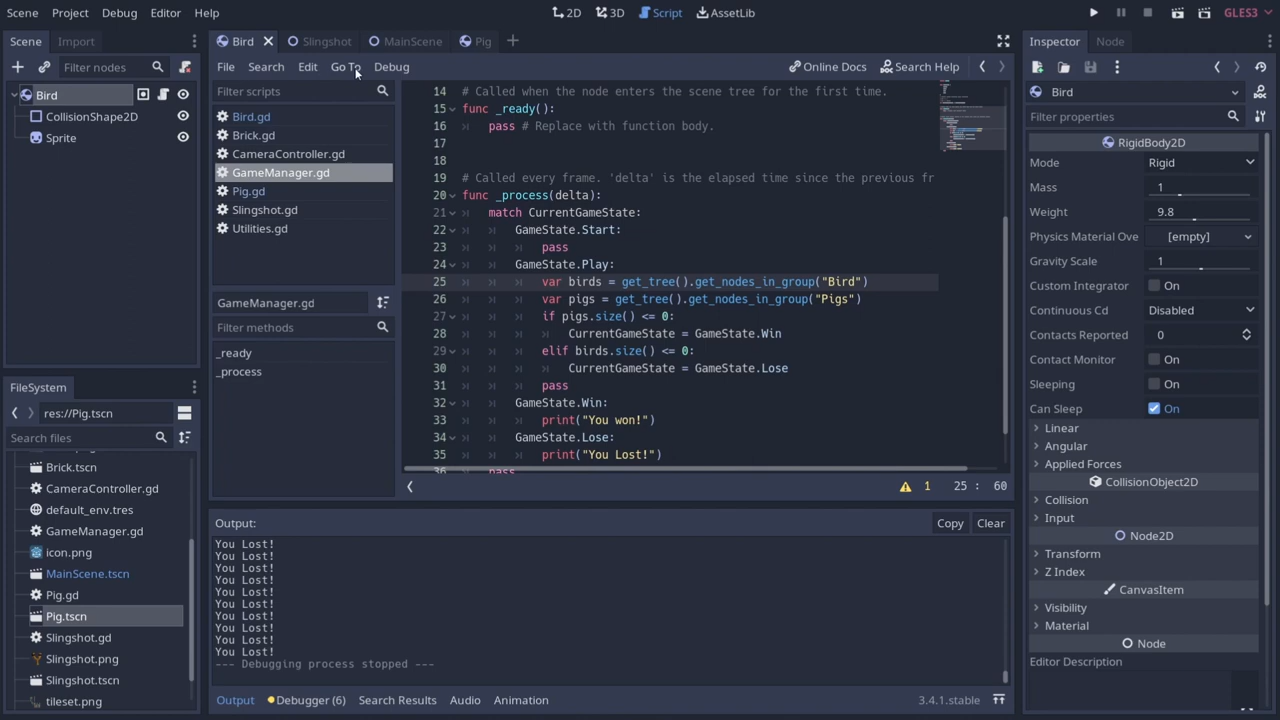 Scene Project Debug Editor Help
2D 3D Script AssetLib
GLES3
Scene Import
Filter nodes
Bird
CollisionShape2D
Sprite
FileSystem
res://Pig.tscn
Search files
Brick.tscn
CameraController.gd
default_env.tres
GameManager.gd
icon.png
MainScene.tscn
Pig.gd
Pig.tscn
Slingshot.gd
Slingshot.png
Slingshot.tscn
tileset.png
Bird Slingshot MainScene Pig
File Search Edit Go To Debug
Online Docs Search Help
Filter scripts
Bird.gd
Brick.gd
CameraController.gd
GameManager.gd
Pig.gd
Slingshot.gd
Utilities.gd
GameManager.gd
Filter methods
_ready
_process
14 # Called when the node enters the scene tree for the first time.
15 func _ready():
16 pass # Replace with function body.
17
18
19 # Called every frame. 'delta' is the elapsed time since the previous fr
20 func _process(delta):
21 match CurrentGameState:
22 GameState.Start:
23 pass
24 GameState.Play:
25 var birds = get_tree().get_nodes_in_group("Bird")
26 var pigs = get_tree().get_nodes_in_group("Pigs")
27 if pigs.size() <= 0:
28 CurrentGameState = GameState.Win
29 elif birds.size() <= 0:
30 CurrentGameState = GameState.Lose
31 pass
32 GameState.Win:
33 print("You won!")
34 GameState.Lose:
35 print("You Lost!")
36 pass
1 25 : 60
Output:
Copy Clear
You Lost!
You Lost!
You Lost!
You Lost!
You Lost!
You Lost!
You Lost!
You Lost!
You Lost!
You Lost!
--- Debugging process stopped ---
Output Debugger (6) Search Results Audio Animation
3.4.1.stable
Inspector Node
Bird
Filter properties
RigidBody2D
Mode Rigid
Mass 1
Weight 9.8
Physics Material Ove [empty]
Gravity Scale 1
Custom Integrator On
Continuous Cd Disabled
Contacts Reported 0
Contact Monitor On
Sleeping On
Can Sleep On
Linear
Angular
Applied Forces
CollisionObject2D
Collision
Input
Node2D
Transform
Z Index
CanvasItem
Visibility
Material
Node
Editor Description